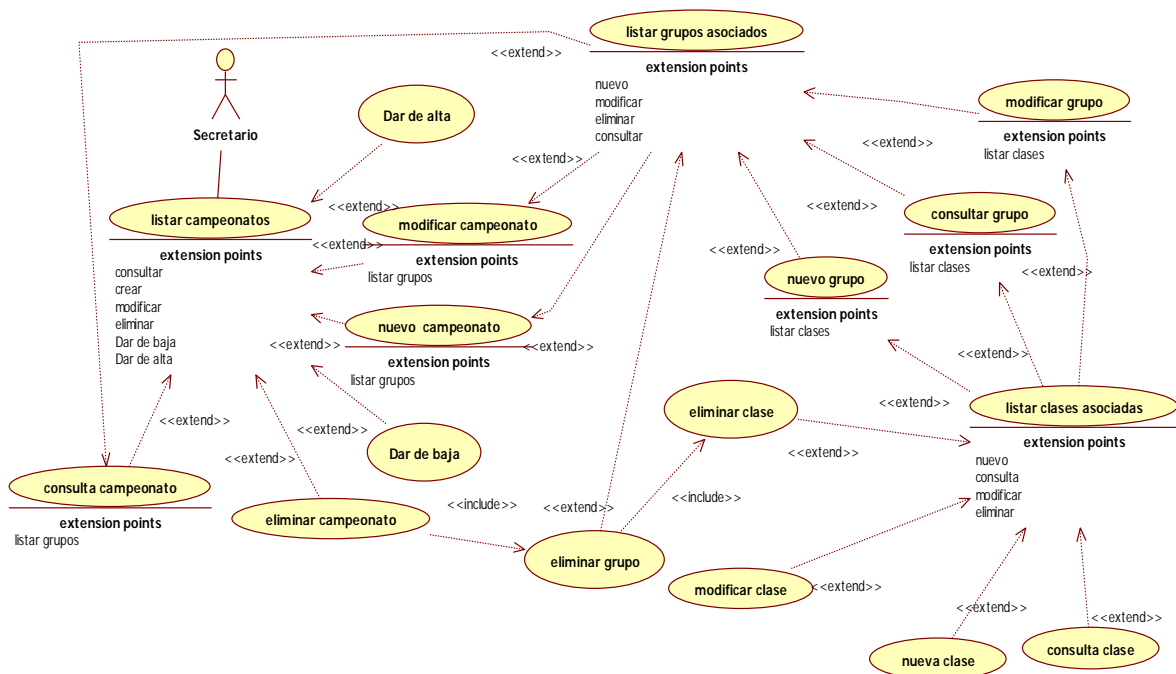 listar grupos asociados
<<extend>>
extension points
nuevo
modificar
eliminar
consultar
Secretario
Dar de alta
<<extend>>
modificar grupo
extension points
listar clases
<<extend>>
listar campeonatos
extension points
consultar
crear
modificar
eliminar
Dar de baja
Dar de alta
<<extend>>
modificar campeonato
<<extend>>
extension points
listar grupos
consultar grupo
extension points
listar clases
<<extend>>
<<extend>>
nuevo grupo
extension points
listar clases
nuevo  campeonato
<<extend>>
<<extend>>
extension points
listar grupos
<<extend>>
<<extend>>
<<extend>>
listar clases asociadas
extension points
nuevo
consulta
modificar
eliminar
eliminar clase
<<extend>>
<<extend>>
<<extend>>
Dar de baja
<<extend>>
consulta campeonato
extension points
listar grupos
eliminar campeonato
<<include>>
<<include>>
<<extend>>
eliminar grupo
modificar clase
<<extend>>
<<extend>>
<<extend>>
nueva clase
consulta clase